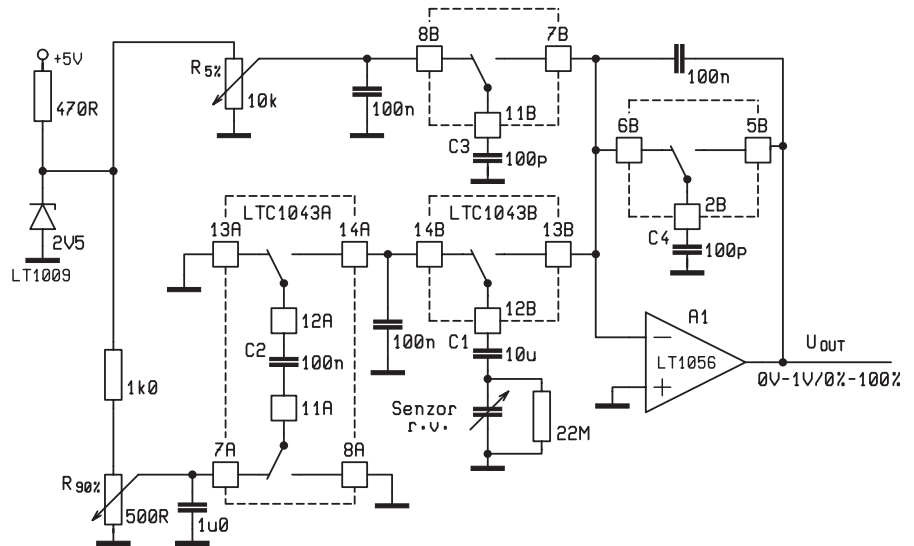 8B
7B
+5V
R5%
10k
100n
470R
11B
C3
100p
100n
6B
5B
2V5
LT1009
LTC1043A
13A
14A
LTC1043B
14B
13B
2B
C4
100p
12A
C2
100n
11A
100n
12B
C1
10u
A1
LT1056
UOUT
0V-1V/0%-100%
1k0
Senzor
r.v.
22M
7A
8A
R90%
500R
1u0